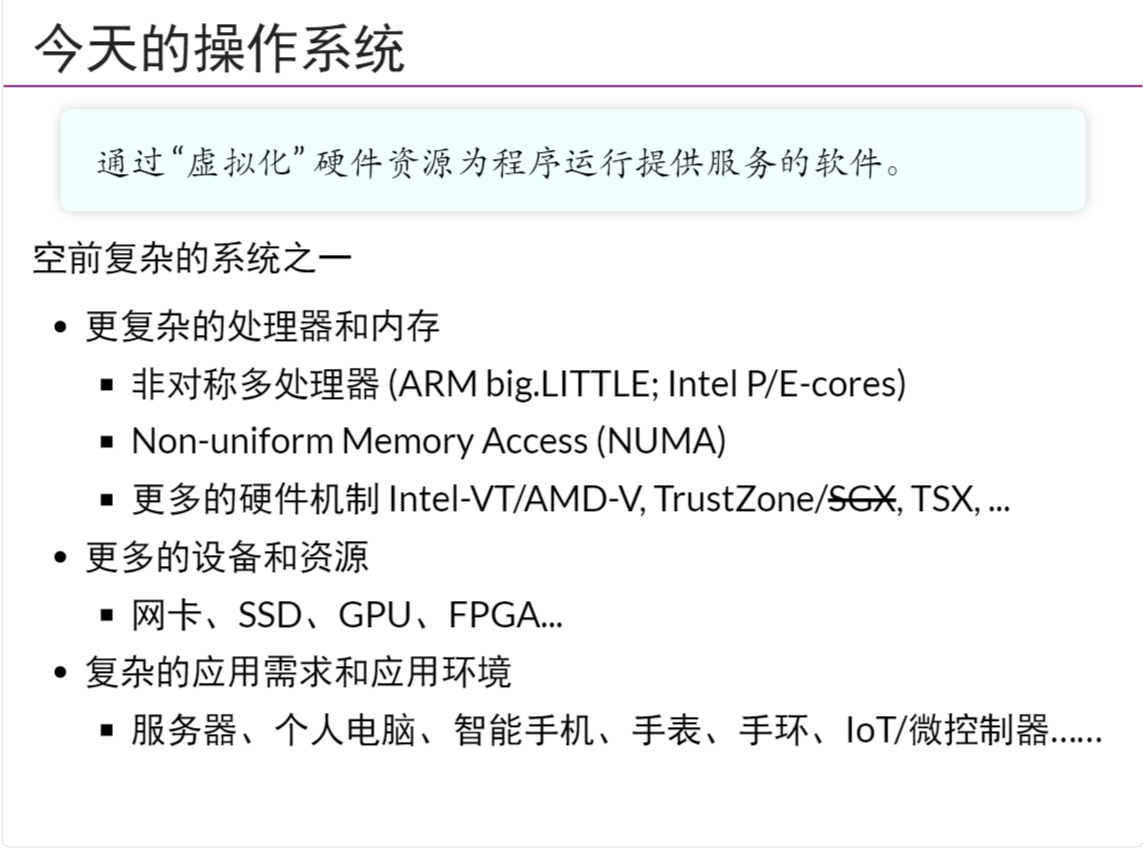 今天的操作系统
通过“虚拟化” 硬件资源为程序运行提供服务的软件。
空前复杂的系统之一
• 更复杂的处理器和内存
▪ 非对称多处理器 (ARM big.LITTLE; Intel P/E-cores)
▪ Non-uniform Memory Access (NUMA)
▪ 更多的硬件机制 Intel-VT/AMD-V, TrustZone/SGX, TSX, ...
• 更多的设备和资源
▪ 网卡、SSD、GPU、FPGA...
• 复杂的应用需求和应用环境
▪ 服务器、个人电脑、智能手机、手表、手环、IoT/微控制器......